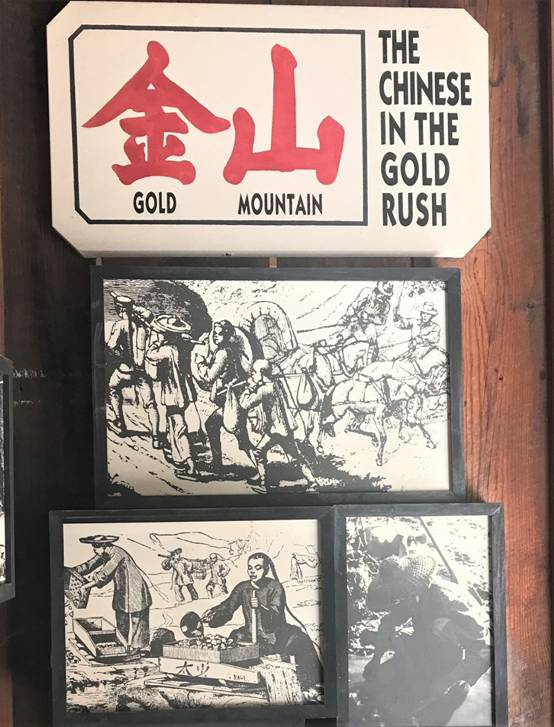 金山
GOLD MOUNTAIN
THE
CHINESE
IN THE
GOLD
RUSH